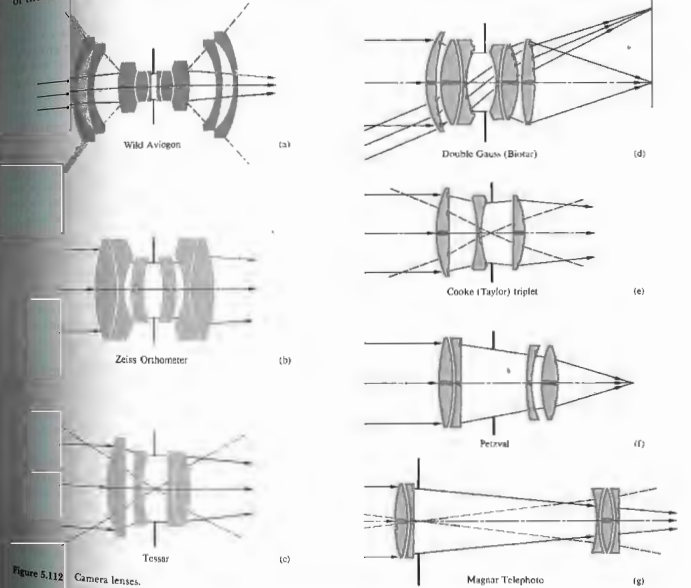 Wild Aviogon
(a)
Zeiss Orthometer
(b)
Tessar
(c)
Double Gauss (Biotar)
(d)
Cooke (Taylor) triplet
(e)
Petzval
(f)
Magnar Telephoto
(g)
Figure 5.112 Camera lenses.